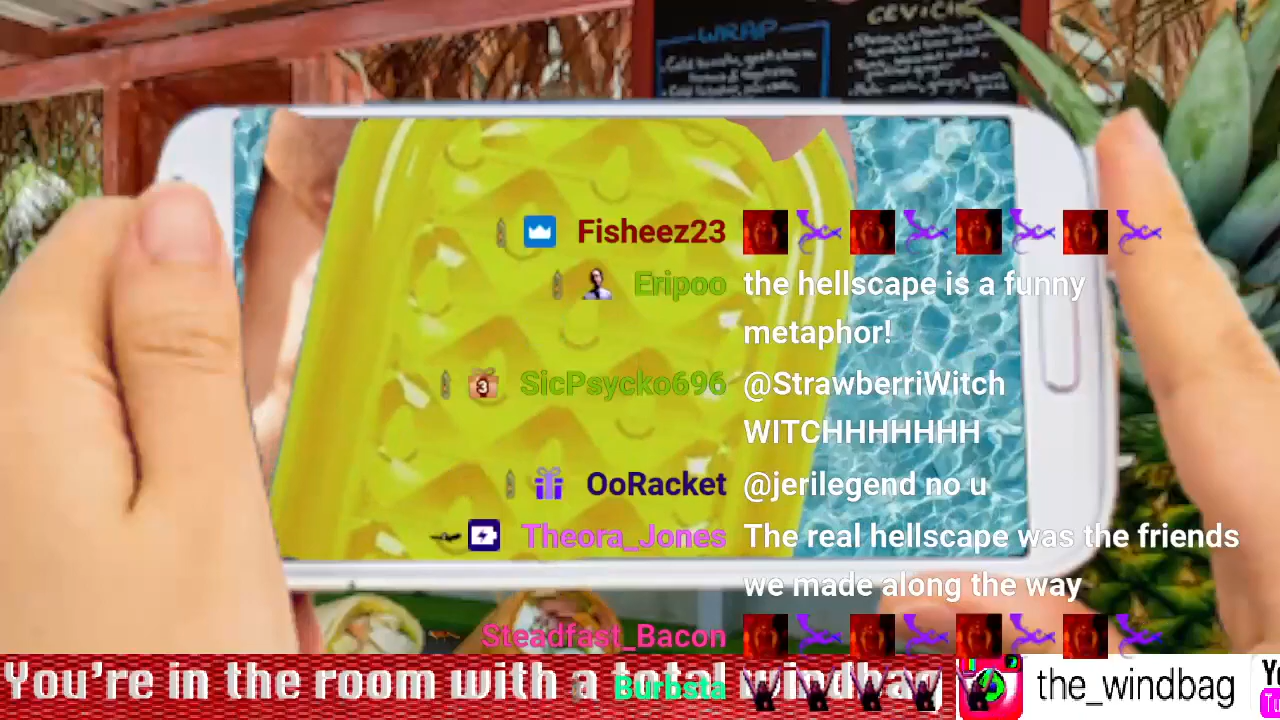 WRAP
CEVICHE
Fisheez23
Eripoo the hellscape is a funny
metaphor!
SicPsycko696 @StrawberriWitch
WITCHHHHHHH
OoRacket @jerilegend no u
Theora_Jones The real hellscape was the friends
we made along the way
Steadfast_Bacon
You're in the room with a total windbag the_windbag
Burbsta